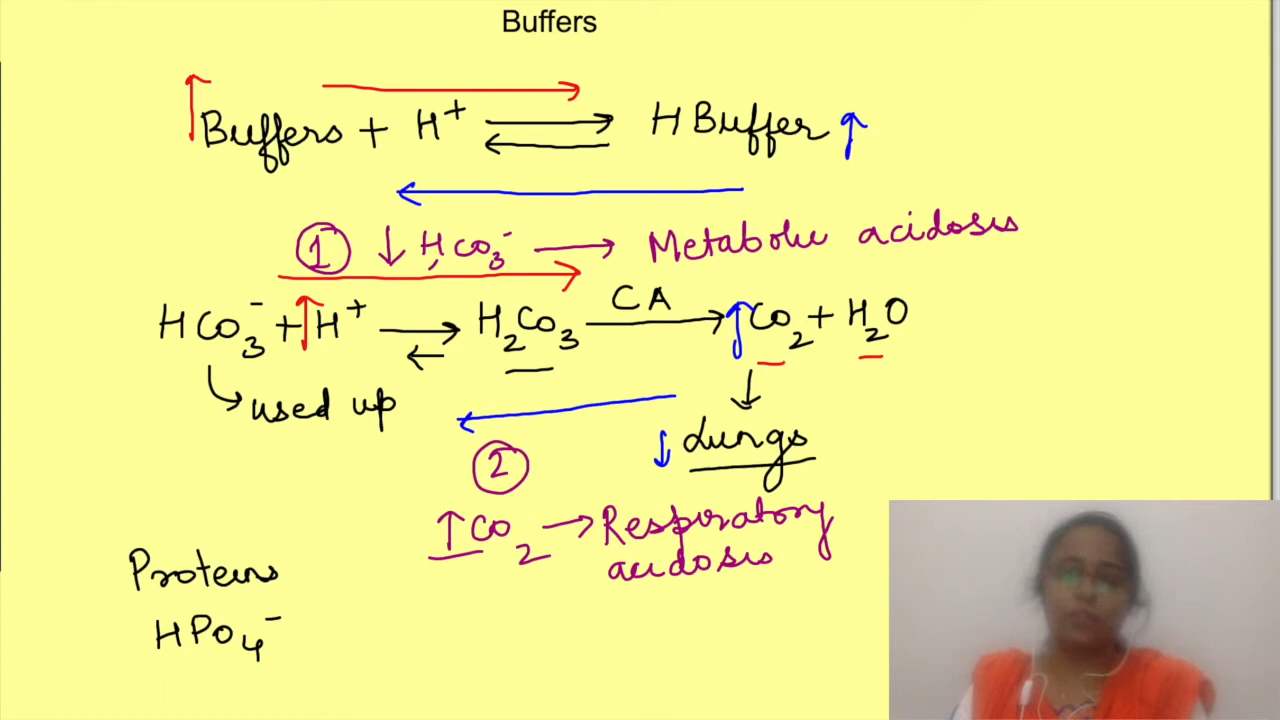 Buffers
↑Buffers + H⁺ ⇌ HBuffer ↑
① ↓ HCO₃⁻ → Metabolic acidosis
HCO₃⁻ + ↑H⁺ ⇌ H₂CO₃ CA→ ↑CO₂ + H₂O
↳ used up
↓ Lungs
②
↑CO₂ → Respiratory
acidosis
Proteins
HPO₄⁻